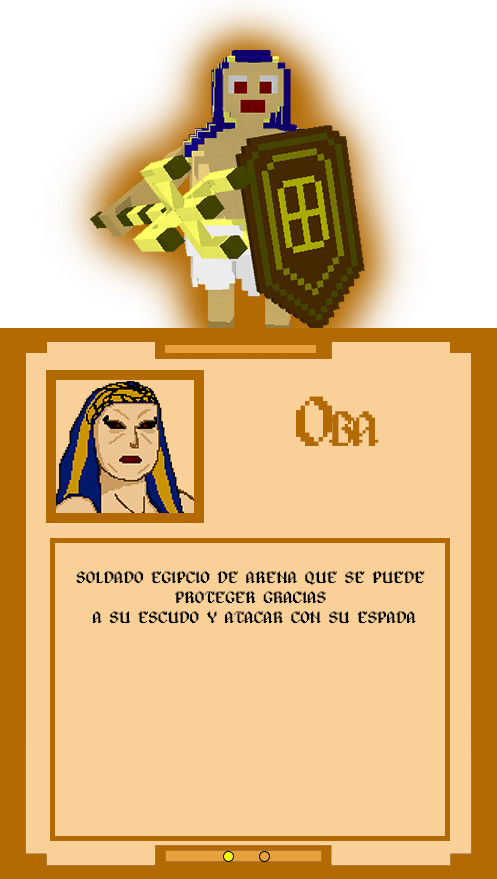 Oba
SOLDADO EGIPCIO DE ARENA QUE SE PUEDE
PROTEGER GRACIAS
A SU ESCUDO Y ATACAR CON SU ESPADA